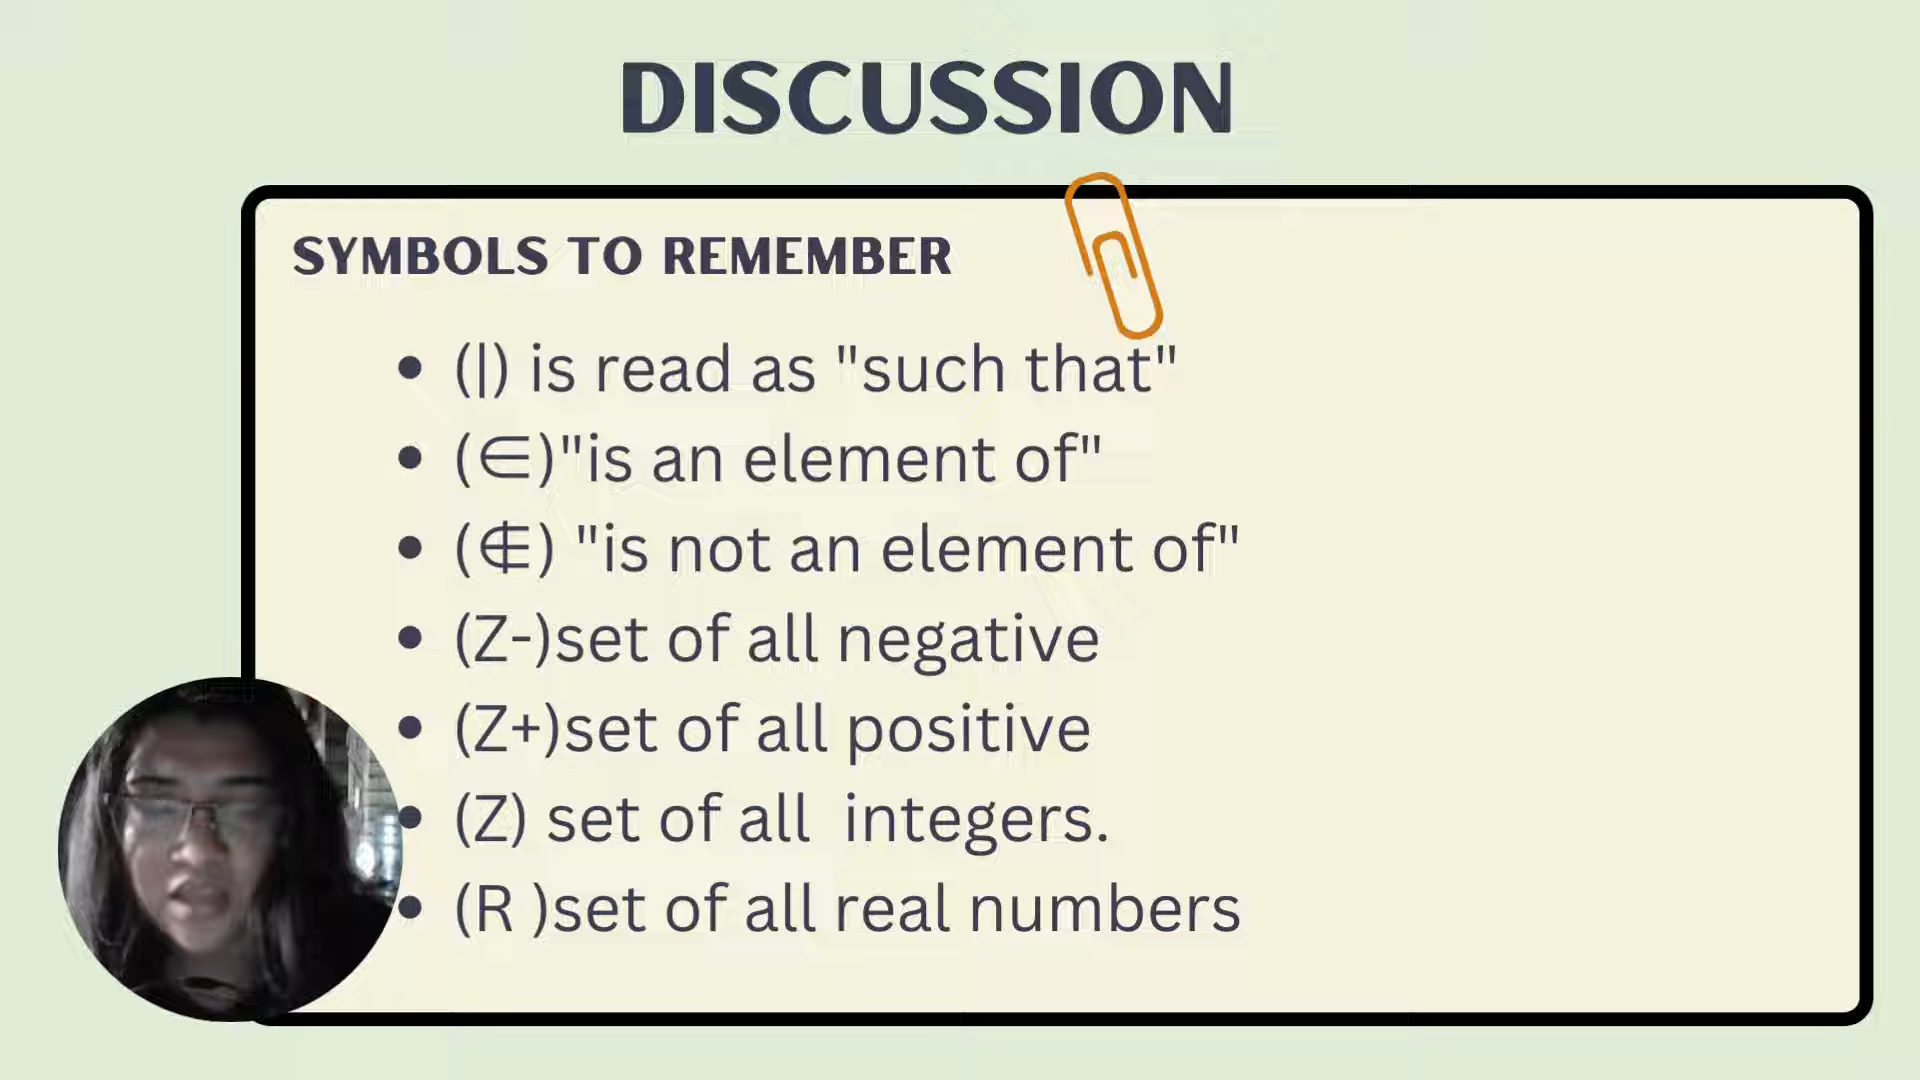 DISCUSSION
SYMBOLS TO REMEMBER
• (|) is read as "such that"
• (∈)"is an element of"
• (∉) "is not an element of"
• (Z-)set of all negative
• (Z+)set of all positive
• (Z) set of all  integers.
• (R )set of all real numbers